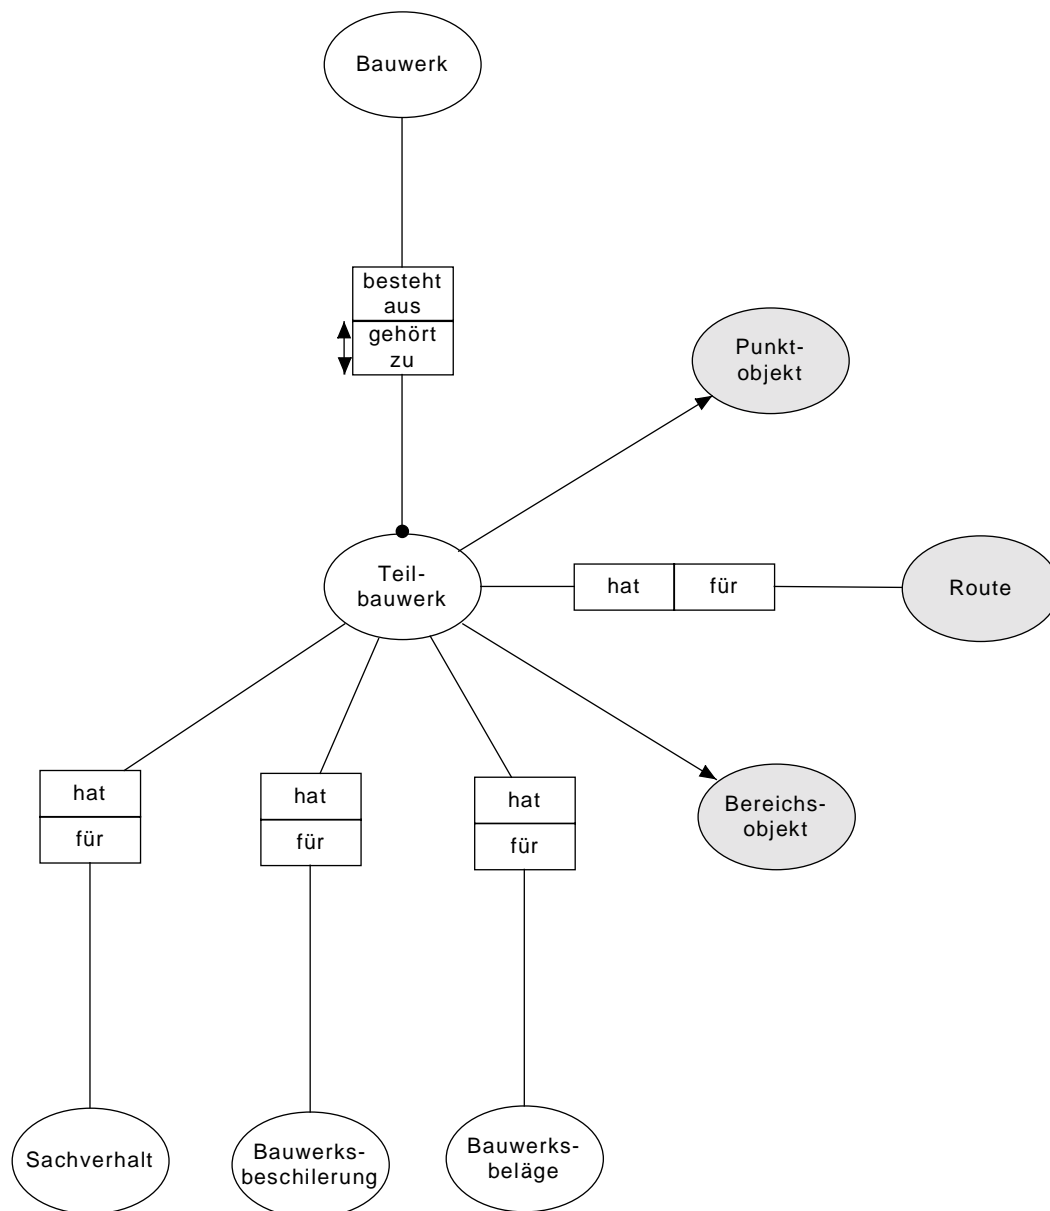 Bauwerk
besteht
aus
gehört
zu
Punkt-
objekt
Teil-
bauwerk
hat
für
Route
hat
für
hat
für
hat
für
Bereichs-
objekt
Sachverhalt
Bauwerks-
beschilerung
Bauwerks-
beläge